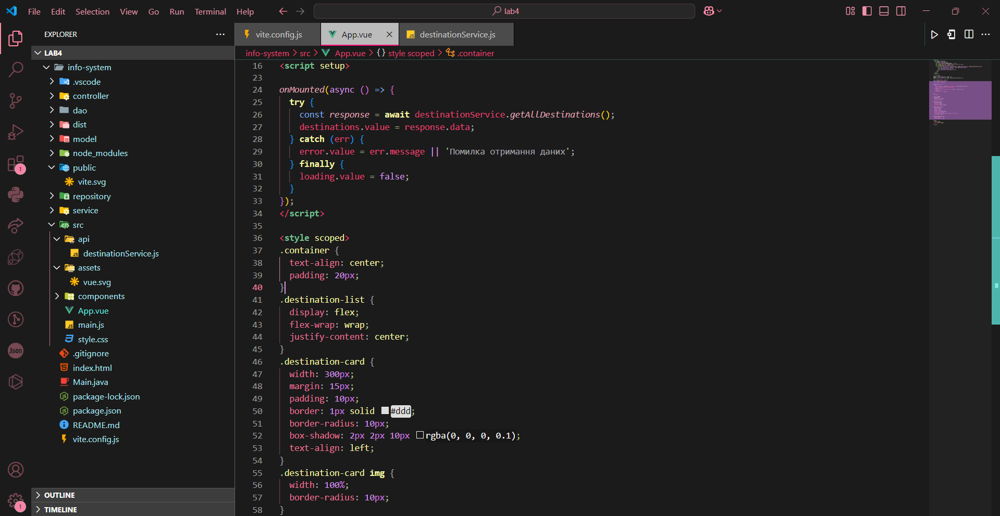 File Edit Selection View Go Run Terminal Help
lab4
EXPLORER
LAB4
info-system
.vscode
controller
dao
dist
model
node_modules
public
vite.svg
repository
service
src
api
destinationService.js
assets
vue.svg
components
App.vue
main.js
style.css
.gitignore
index.html
Main.java
package-lock.json
package.json
README.md
vite.config.js
OUTLINE
TIMELINE
1
Json
1
vite.config.js App.vue destinationService.js
info-system > src > App.vue > {} style scoped > .container
16 <script setup>
23
24 onMounted(async () => {
25 try {
26 const response = await destinationService.getAllDestinations();
27 destinations.value = response.data;
28 } catch (err) {
29 error.value = err.message || 'Помилка отримання даних';
30 } finally {
31 loading.value = false;
32 }
33 });
34 </script>
35
36 <style scoped>
37 .container {
38 text-align: center;
39 padding: 20px;
40 }
41 .destination-list {
42 display: flex;
43 flex-wrap: wrap;
44 justify-content: center;
45 }
46 .destination-card {
47 width: 300px;
48 margin: 15px;
49 padding: 10px;
50 border: 1px solid #ddd;
51 border-radius: 10px;
52 box-shadow: 2px 2px 10px rgba(0, 0, 0, 0.1);
53 text-align: left;
54 }
55 .destination-card img {
56 width: 100%;
57 border-radius: 10px;
58 }